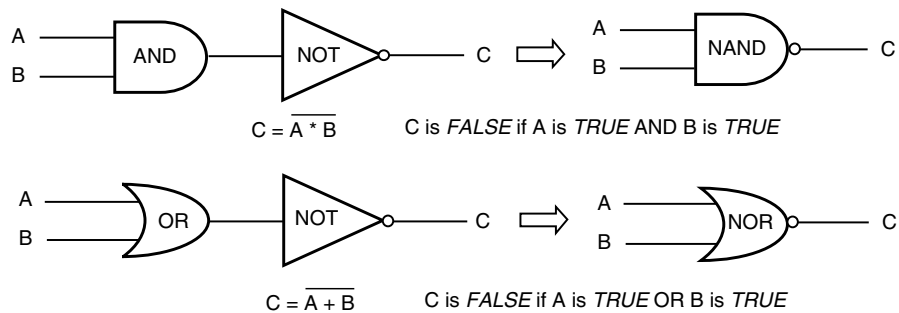 A
B
AND
NOT
C
A
B
NAND
C
C = A * B
C is FALSE if A is TRUE AND B is TRUE
A
B
OR
NOT
C
A
B
NOR
C
C = A + B
C is FALSE if A is TRUE OR B is TRUE